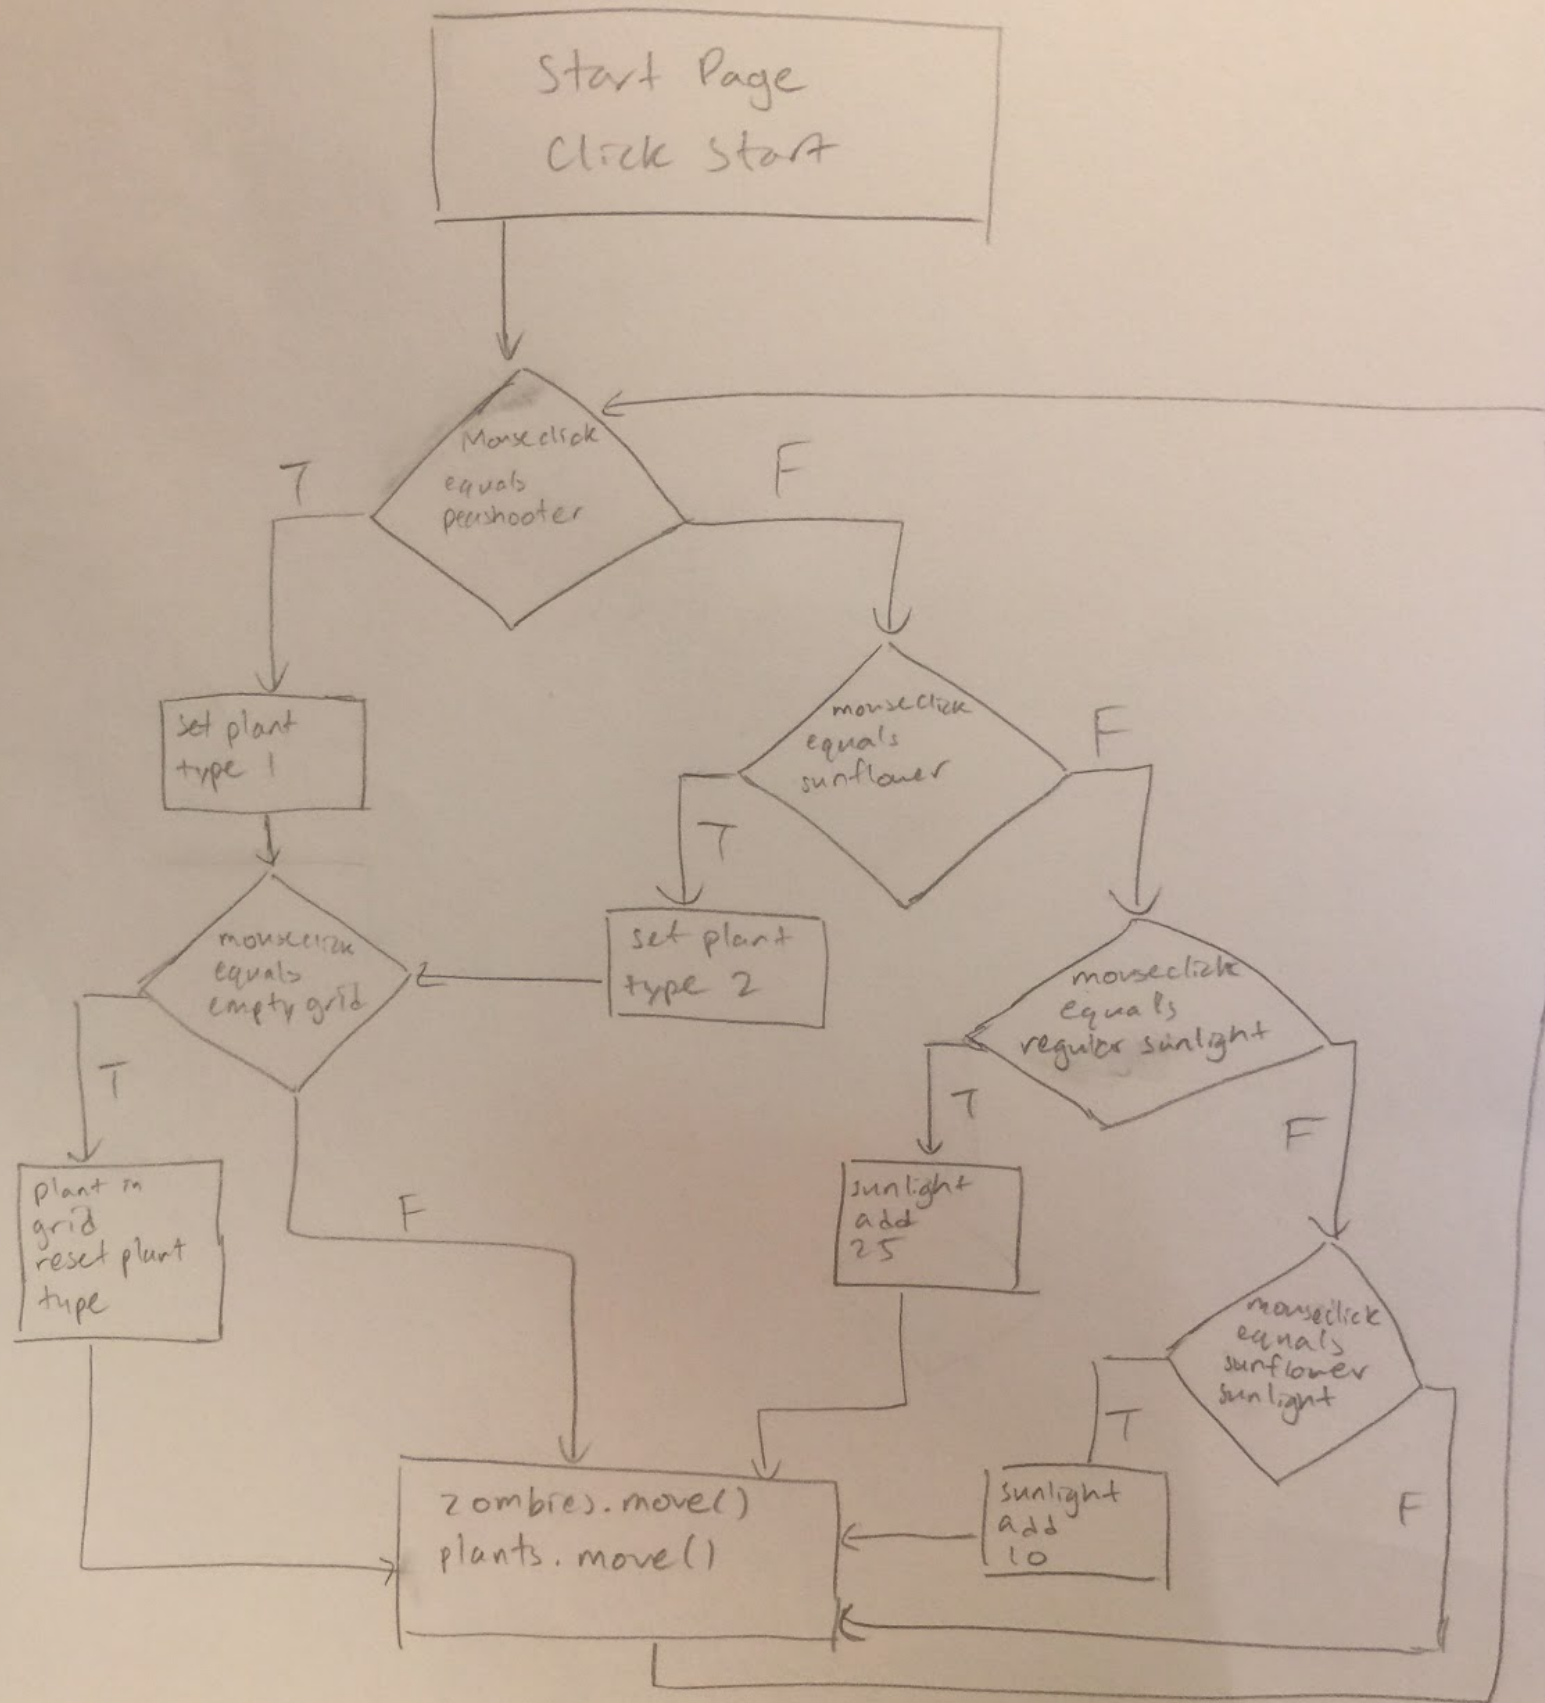 Start Page
Click Start
Mouseclick
equals
peashooter
T
F
set plant
type 1
mouseclick
equals
sunflower
F
T
mouseclick
equals
empty grid
set plant
type 2
mouseclick
equals
regular sunlight
T
T
F
plant in
grid
reset plant
type
F
sunlight
add
25
mouseclick
equals
sunflower
sunlight
T
F
zombies.move()
plants.move()
sunlight
add
10